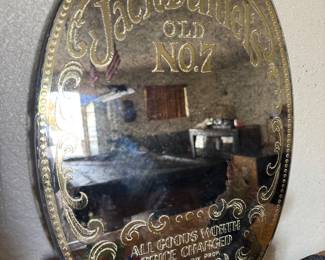 Jack Daniel's
OLD
NO.7
ALL GOODS WORTH
PRICE CHARGED